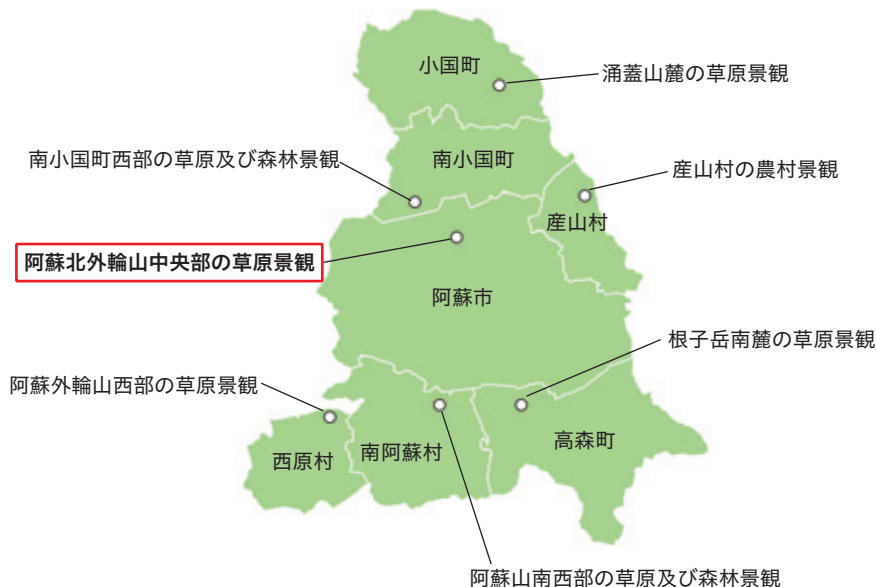 小国町
涌蓋山麓の草原景観
南小国町西部の草原及び森林景観
南小国町
産山村の農村景観
産山村
阿蘇北外輪山中央部の草原景観
阿蘇市
根子岳南麓の草原景観
阿蘇外輪山西部の草原景観
高森町
南阿蘇村
西原村
阿蘇山南西部の草原及び森林景観